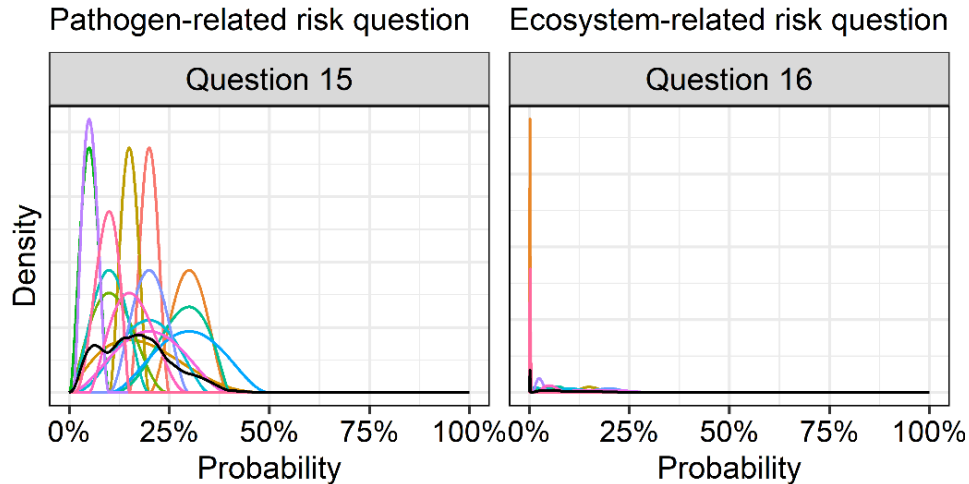 Pathogen-related risk question
Ecosystem-related risk question
Question 15
Question 16
Density
0%
25%
50%
75%
100%
0%
25%
50%
75%
100%
Probability
Probability